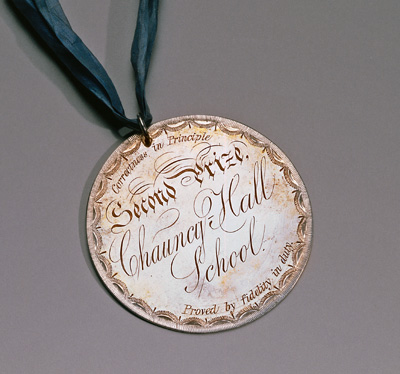 Correctness in Principle
Second Prize.
Chauncy Hall
School
Proved by fidelity in duty.